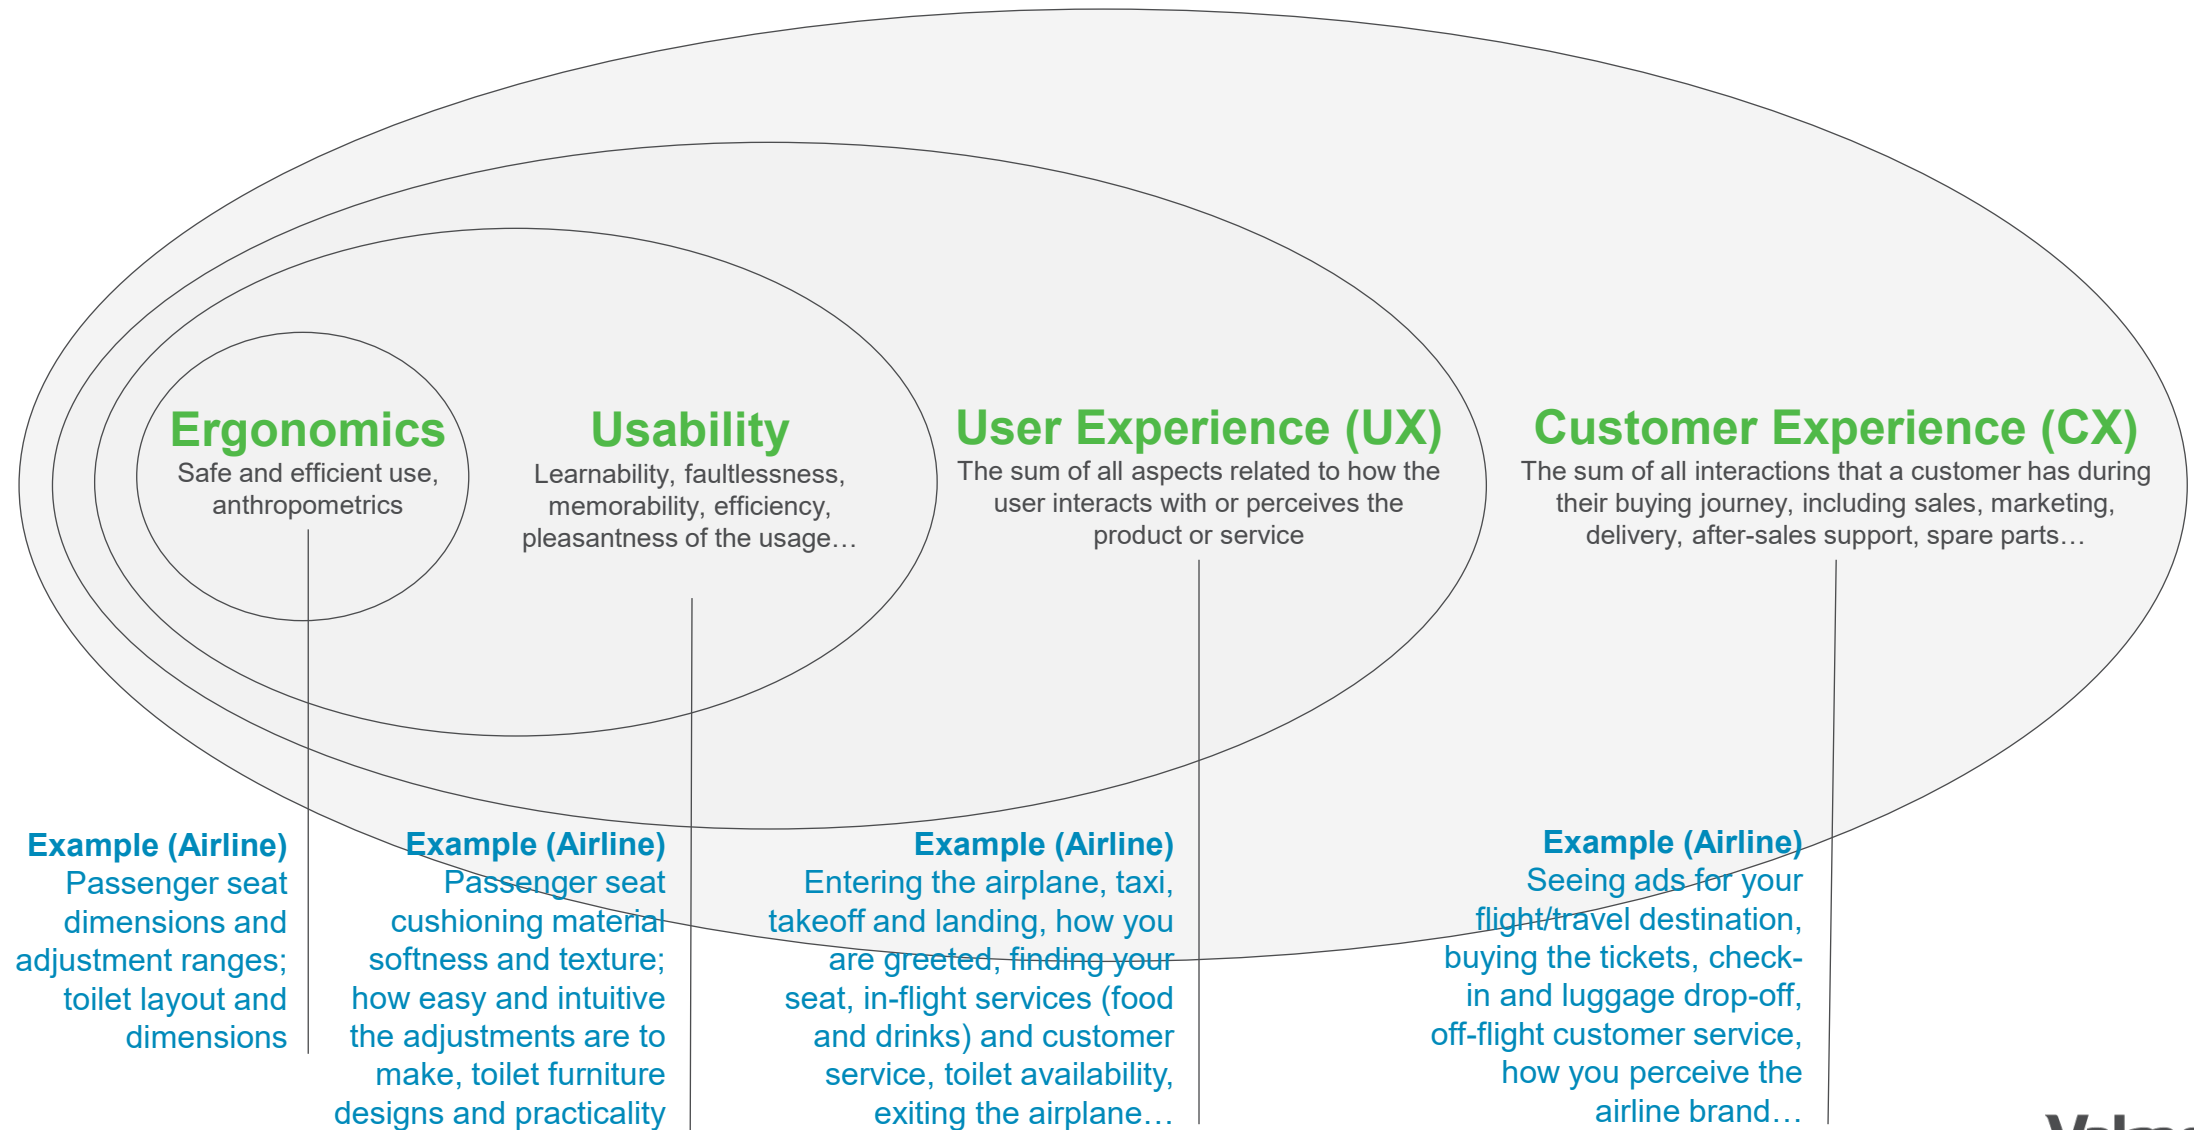 Ergonomics
Safe and efficient use,
anthropometrics
Usability
Learnability, faultlessness,
memorability, efficiency,
pleasantness of the usage…
User Experience (UX)
The sum of all aspects related to how the
user interacts with or perceives the
product or service
Customer Experience (CX)
The sum of all interactions that a customer has during
their buying journey, including sales, marketing,
delivery, after-sales support, spare parts…
Example (Airline)
Passenger seat
dimensions and
adjustment ranges;
toilet layout and
dimensions
Example (Airline)
Passenger seat
cushioning material
softness and texture;
how easy and intuitive
the adjustments are to
make, toilet furniture
designs and practicality
Example (Airline)
Entering the airplane, taxi,
takeoff and landing, how you
are greeted, finding your
seat, in-flight services (food
and drinks) and customer
service, toilet availability,
exiting the airplane…
Example (Airline)
Seeing ads for your
flight/travel destination,
buying the tickets, check-
in and luggage drop-off,
off-flight customer service,
how you perceive the
airline brand…